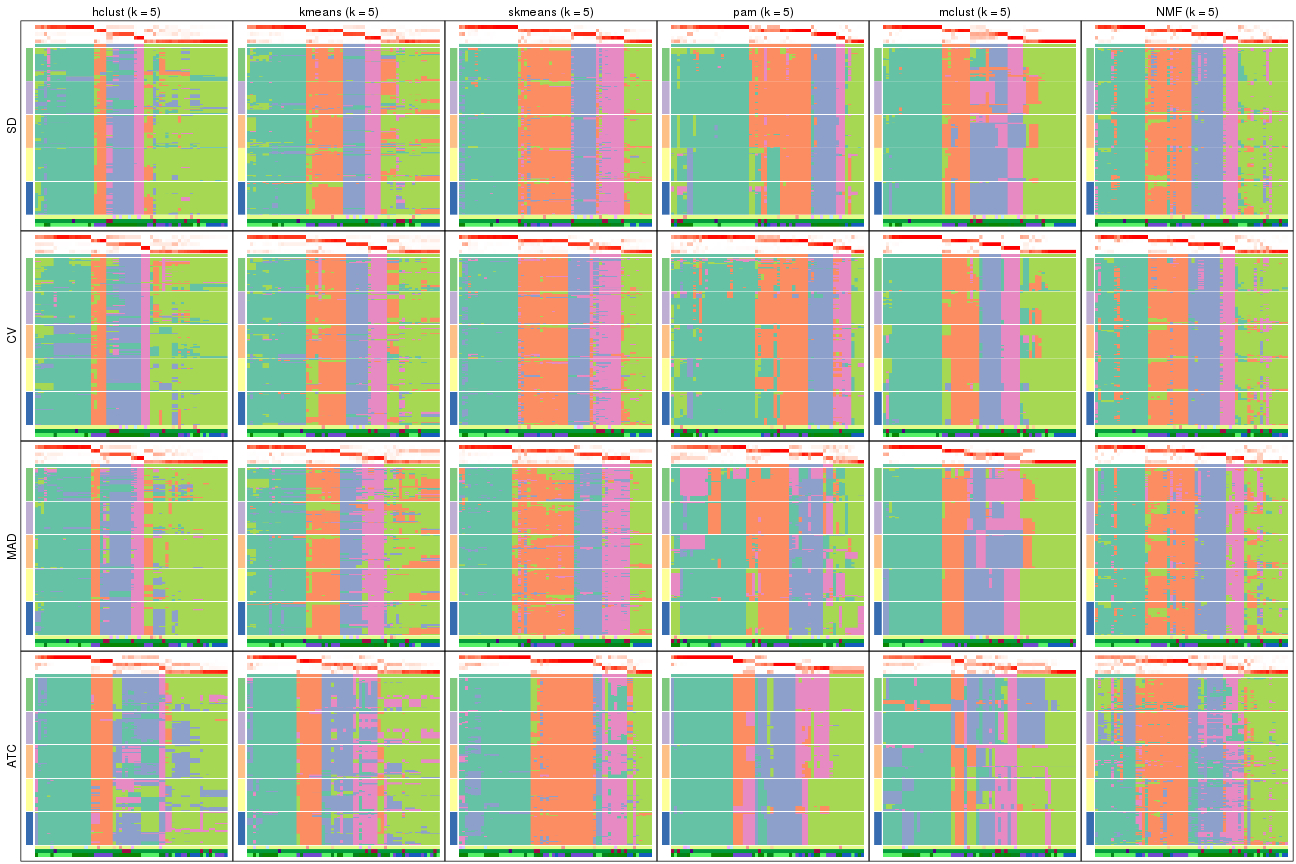 hclust (k = 5) kmeans (k = 5) skmeans (k = 5) pam (k = 5) mclust (k = 5) NMF (k = 5)
SD
CV
MAD
ATC